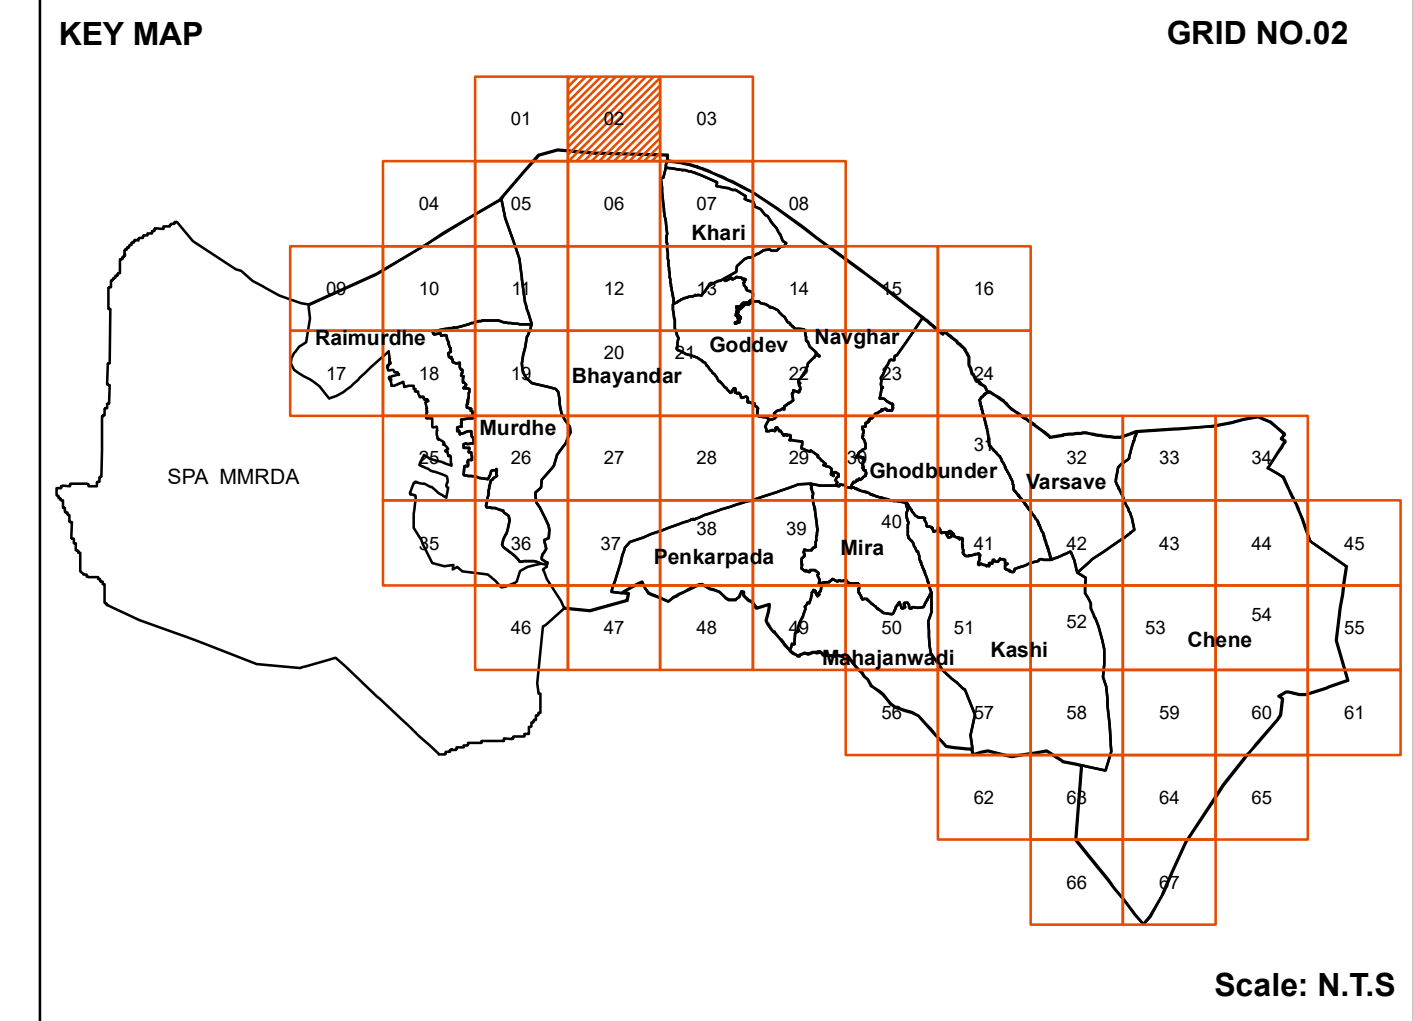 KEY MAP
GRID NO.02
01 02 03
04 05 06 07 08
Khari
09 10 11 12 13 14 15 16
Raimurdhe
Goddev
Navghar
17 18 19 20 21 22 23 24
Bhayandar
Murdhe
25 26 27 28 29 30 31 32 33 34
Ghodbunder
Varsave
SPA MMRDA
35 36 37 38 39 40 41 42 43 44 45
Penkarpada
Mira
46 47 48 49 50 51 52 53 54 55
Mahajanwadi
Kashi
Chene
56 57 58 59 60 61
62 63 64 65
66 67
Scale: N.T.S